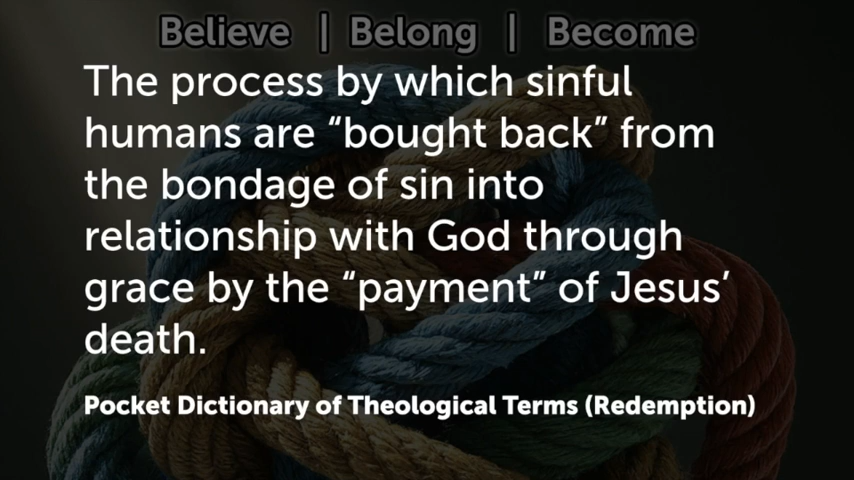 Believe | Belong | Become
The process by which sinful
humans are “bought back” from
the bondage of sin into
relationship with God through
grace by the “payment” of Jesus’
death.
Pocket Dictionary of Theological Terms (Redemption)